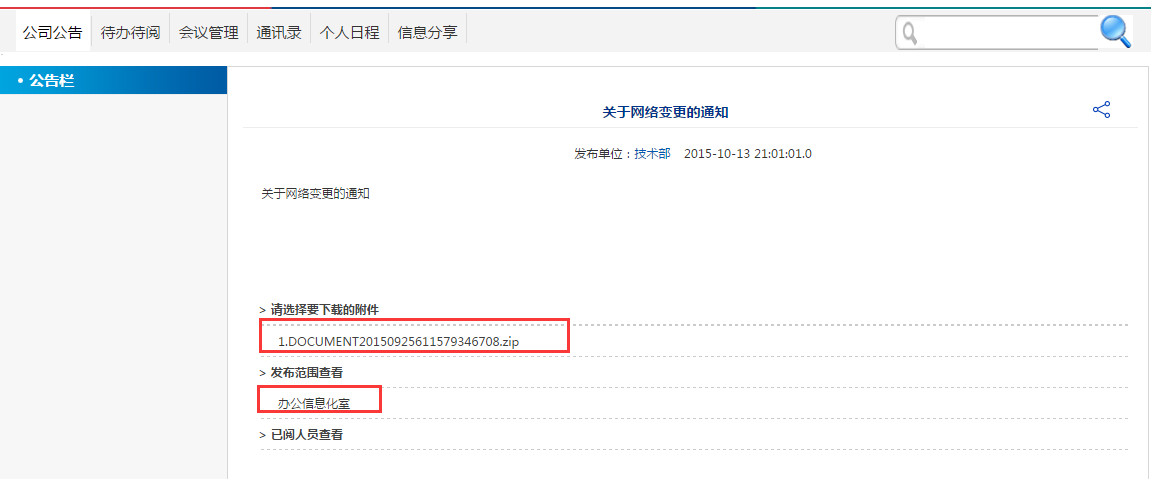 公司公告 待办待阅 会议管理 通讯录 个人日程 信息分享
• 公告栏
关于网络变更的通知
发布单位：技术部 2015-10-13 21:01:01.0
关于网络变更的通知
> 请选择要下载的附件
1.DOCUMENT20150925611579346708.zip
> 发布范围查看
办公信息化室
> 已阅人员查看